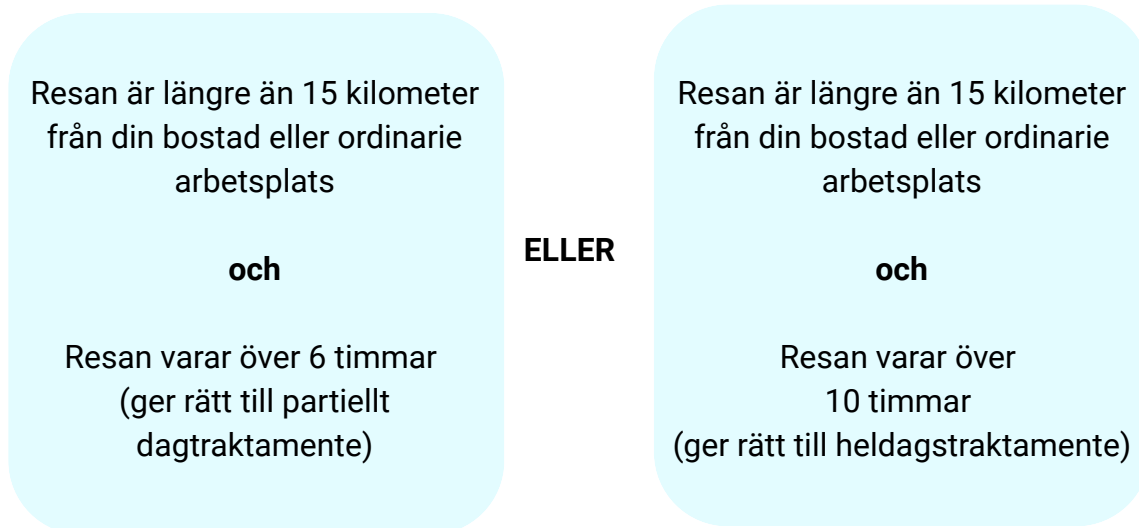 Resan är längre än 15 kilometer
från din bostad eller ordinarie
arbetsplats
och
Resan varar över 6 timmar
(ger rätt till partiellt
dagtraktamente)
ELLER
Resan är längre än 15 kilometer
från din bostad eller ordinarie
arbetsplats
och
Resan varar över
10 timmar
(ger rätt till heldagstraktamente)